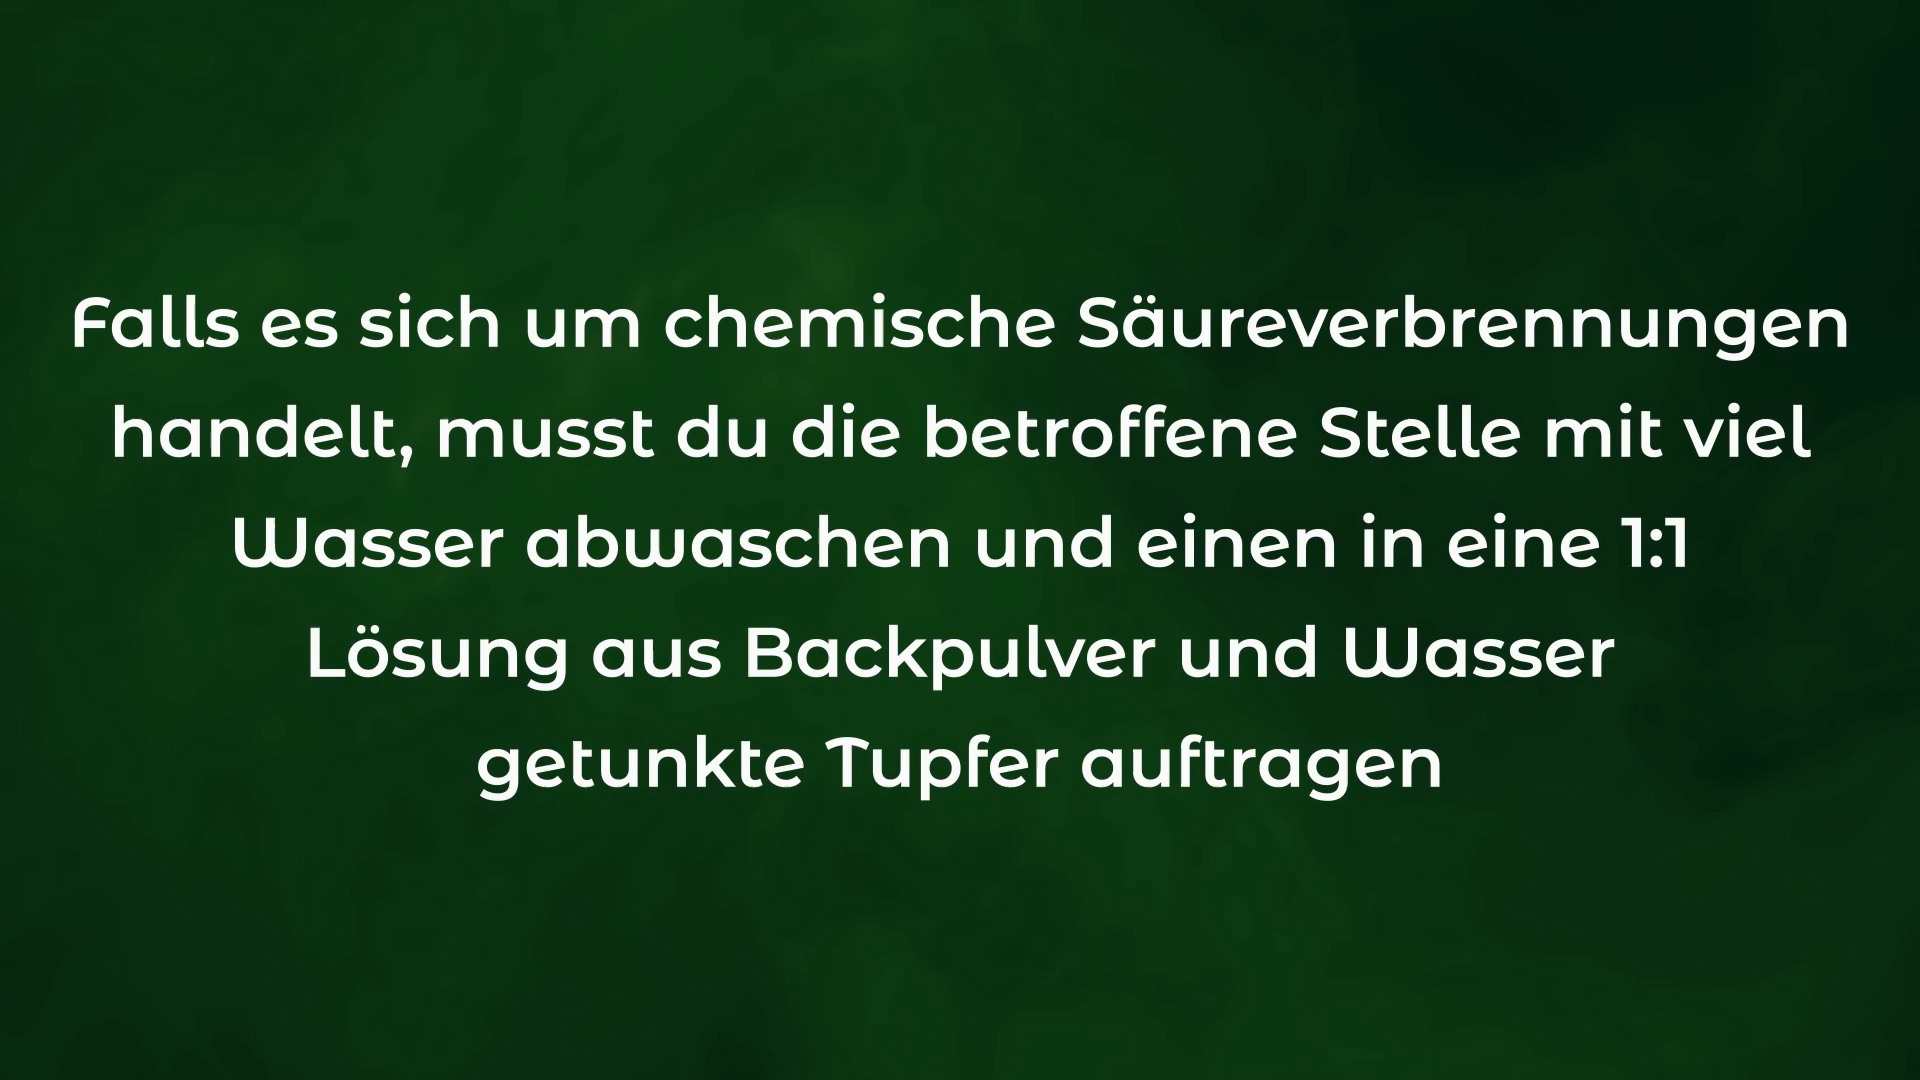 Falls es sich um chemische Säureverbrennungen
handelt, musst du die betroffene Stelle mit viel
Wasser abwaschen und einen in eine 1:1
Lösung aus Backpulver und Wasser
getunkte Tupfer auftragen